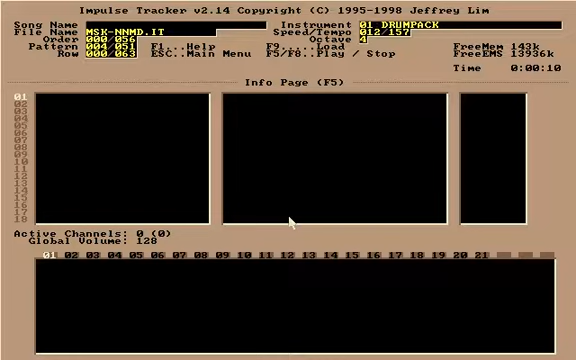 Impulse Tracker v2.14 Copyright (C) 1995-1998 Jeffrey Lim
Song Name Instrument 01 DRUMPACK
File Name MSK-NNMD.IT Speed/Tempo 012/157
Order 000/056 Octave 4
Pattern 004/051 F1...Help F9...Load FreeMem 143k
Row 000/063 ESC..Main Menu F5/F8..Play / Stop FreeEMS 13936k
Time 0:00:10
Info Page (F5)
01
02
03
04
05
06
07
08
09
10
11
12
13
14
15
16
17
18
Active Channels: 0 (0)
Global Volume: 128
01 02 03 04 05 06 07 08 09 10 11 12 13 14 15 16 17 18 19 20 21